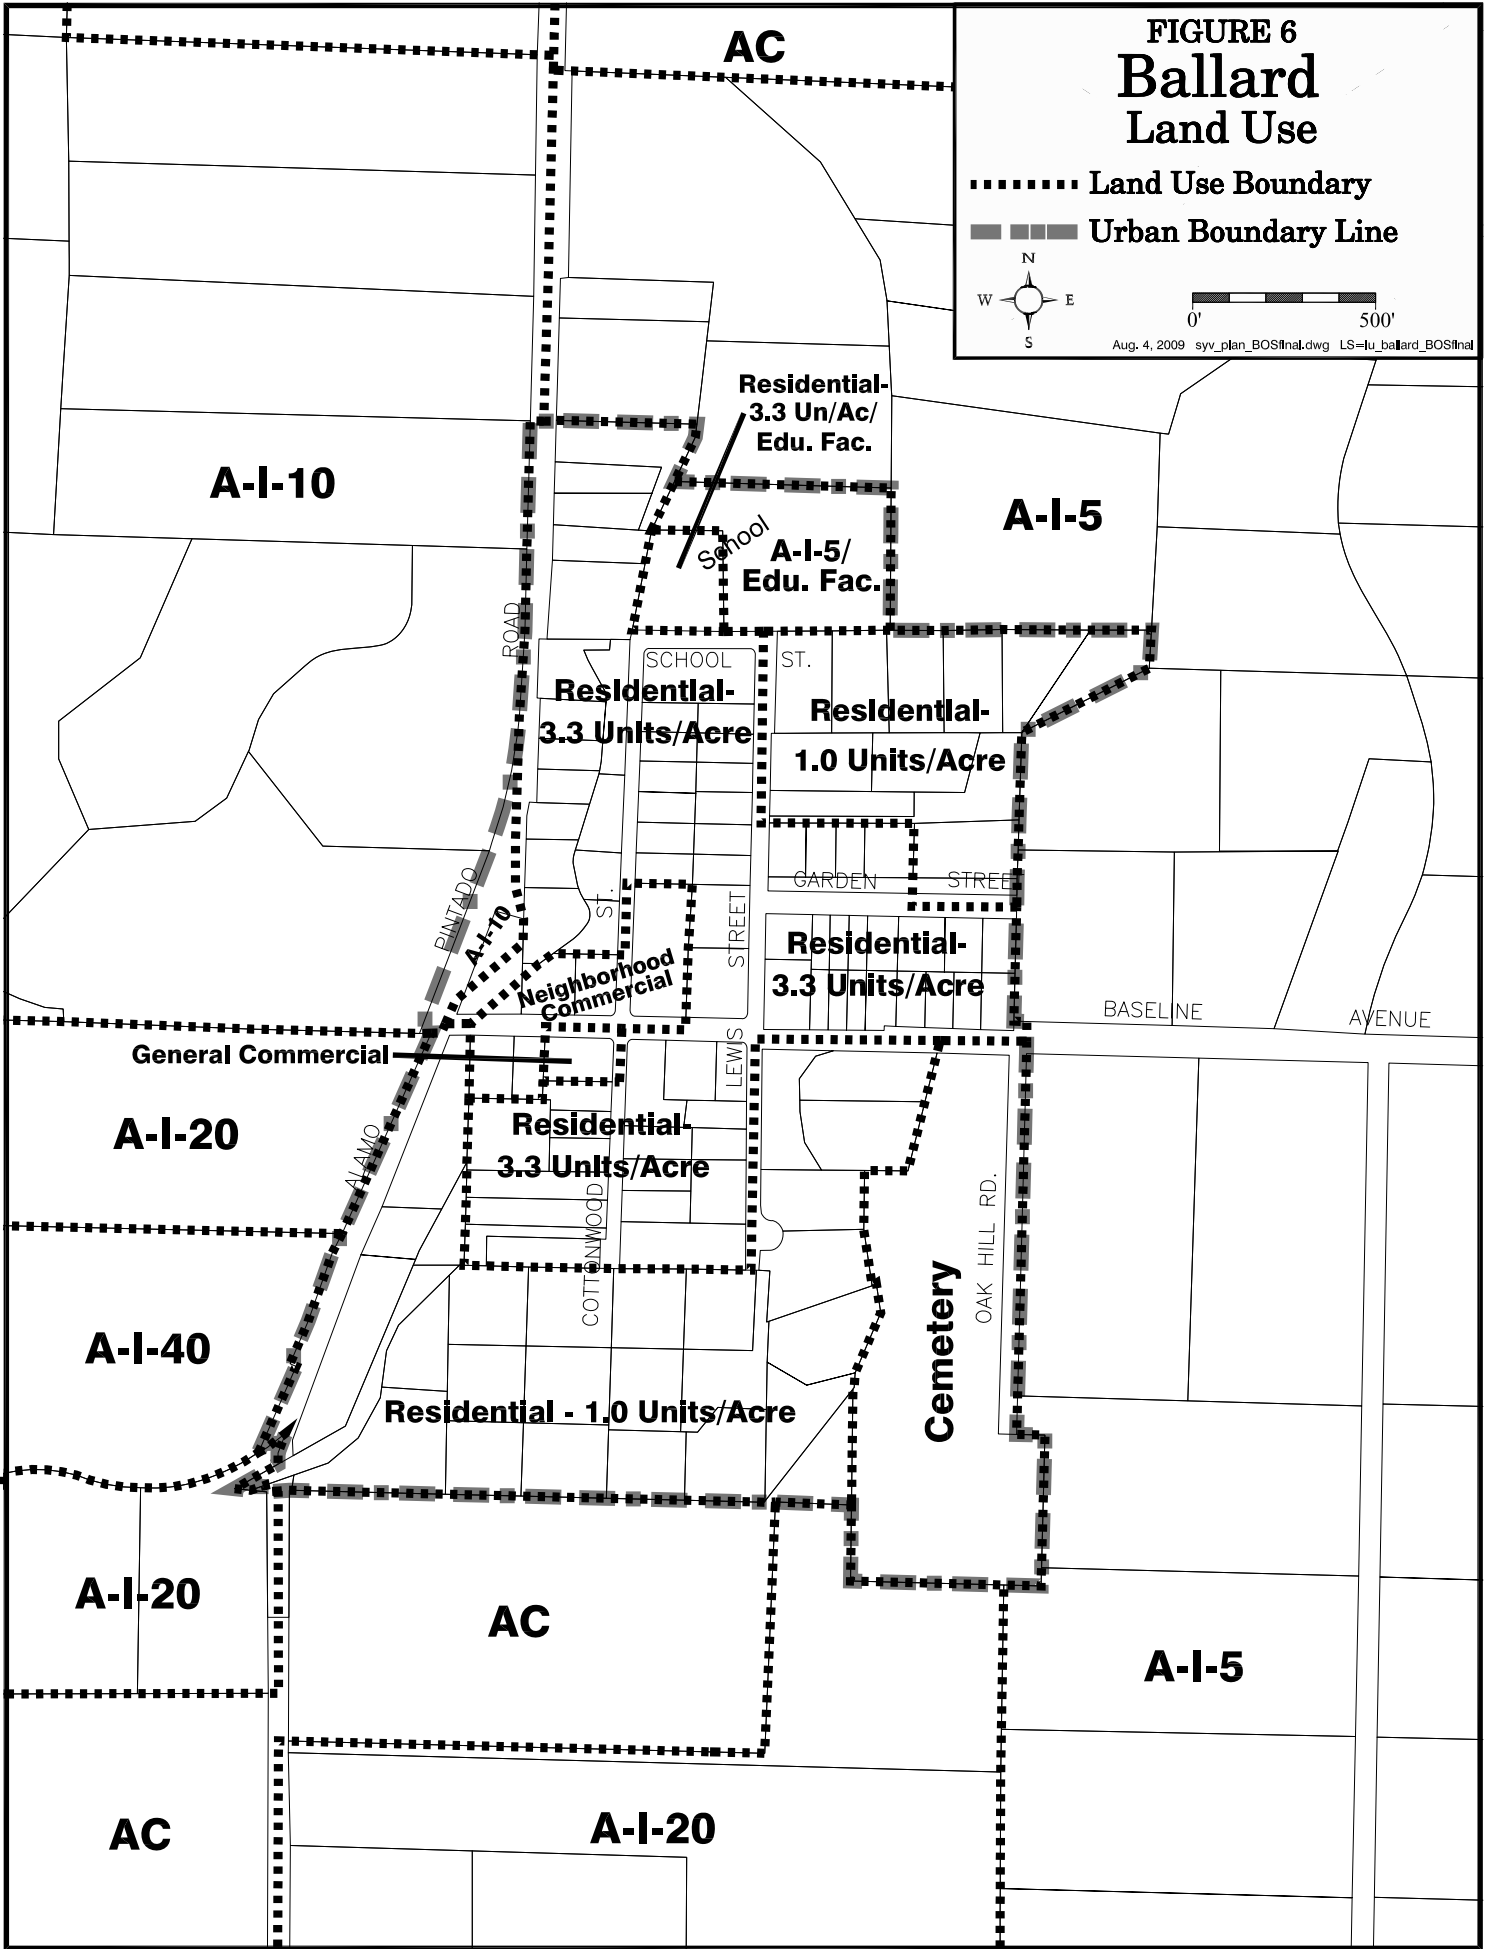 FIGURE 6
Ballard
Land Use
Land Use Boundary
Urban Boundary Line
N
W E
S
0' 500'
Aug. 4, 2009 syv_plan_BOSfinal.dwg LS=lu_ballard_BOSfinal
AC
Residential-
3.3 Un/Ac/
Edu. Fac.
A-I-10
A-I-5
School
A-I-5/
Edu. Fac.
ROAD
SCHOOL ST.
Residential-
3.3 Units/Acre
Residential-
1.0 Units/Acre
GARDEN STREE
ST.
PINTADO
A-I-10
STREET
Neighborhood
Commercial
Residential-
3.3 Units/Acre
BASELINE AVENUE
General Commercial
LEWIS
A-I-20
ALAMO
Residential-
3.3 Units/Acre
COTTONWOOD
OAK HILL RD.
Cemetery
A-I-40
Residential - 1.0 Units/Acre
A-I-20
AC
A-I-5
AC
A-I-20